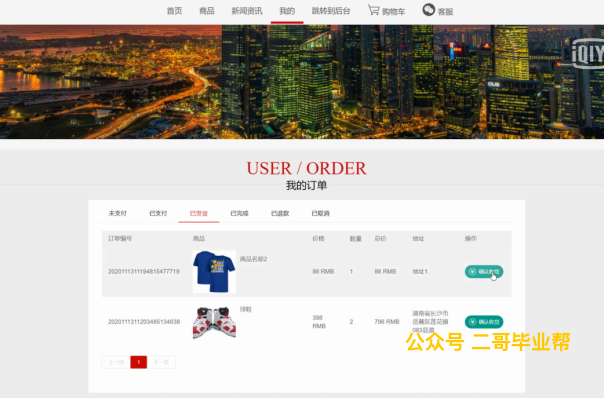 首页 商品 新闻资讯 我的 跳转到后台 购物车 客服
iQIY
USER / ORDER
我的订单
未支付 已支付 已发货 已完成 已退款 已取消
订单编号 商品 价格 数量 总价 地址 操作
商品名称2
2020111311194815477719 88 RMB 1 88 RMB 地址1 确认收货
球鞋
398
RMB
湖南省长沙市
2020111311203485134638 2 796 RMB 岳麓区莲花镇 确认收货
063县道
公众号 二哥毕业帮
上一页 1 下一页